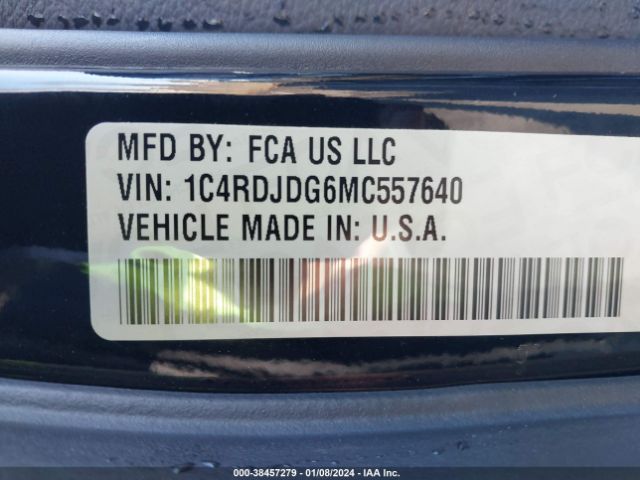 MFD BY: FCA US LLC
VIN: 1C4RDJDG6MC557640
VEHICLE MADE IN: U.S.A.
000-38457279 - 01/08/2024 - IAA Inc.